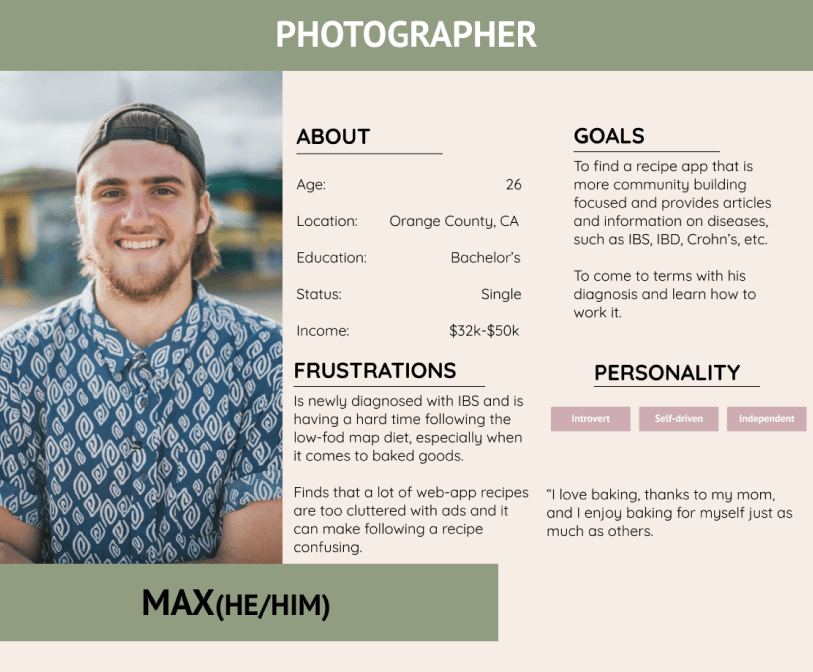 PHOTOGRAPHER
ABOUT
Age: 26
Location: Orange County, CA
Education: Bachelor's
Status: Single
Income: $32k-$50k
FRUSTRATIONS
Is newly diagnosed with IBS and is
having a hard time following the
low-fod map diet, especially when
it comes to baked goods.
Finds that a lot of web-app recipes
are too cluttered with ads and it
can make following a recipe
confusing.
GOALS
To find a recipe app that is
more community building
focused and provides articles
and information on diseases,
such as IBS, IBD, Crohn's, etc.
To come to terms with his
diagnosis and learn how to
work it.
PERSONALITY
Introvert Self-driven Independent
“I love baking, thanks to my mom,
and I enjoy baking for myself just as
much as others.
MAX(HE/HIM)